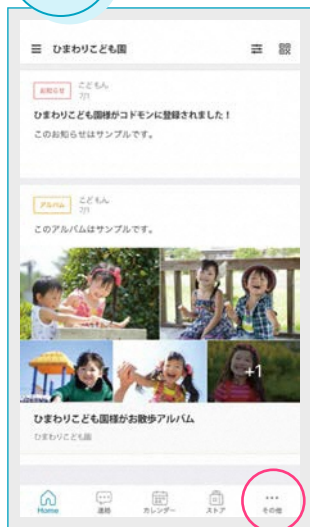 ひまわりこども園
お知らせ
こどもん
7/1
ひまわりこども園様がコドモンに登録されました！
このお知らせはサンプルです。
アルバム
こどもん
7/1
このアルバムはサンプルです。
+1
ひまわりこども園様がお散歩アルバム
ひまわりこども園
Home
連絡
カレンダー
ストア
その他